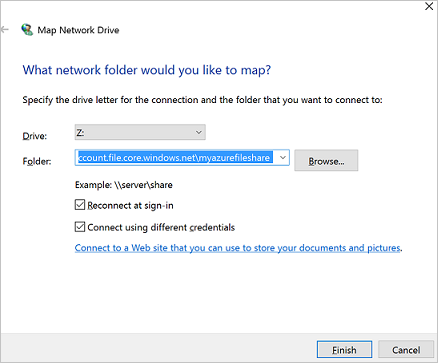 Map Network Drive
What network folder would you like to map?
Specify the drive letter for the connection and the folder that you want to connect to:
Drive: Z:
Folder: ccount.file.core.windows.net\myazurefileshare Browse...
Example: \\server\share
Reconnect at sign-in
Connect using different credentials
Connect to a Web site that you can use to store your documents and pictures.
Finish Cancel